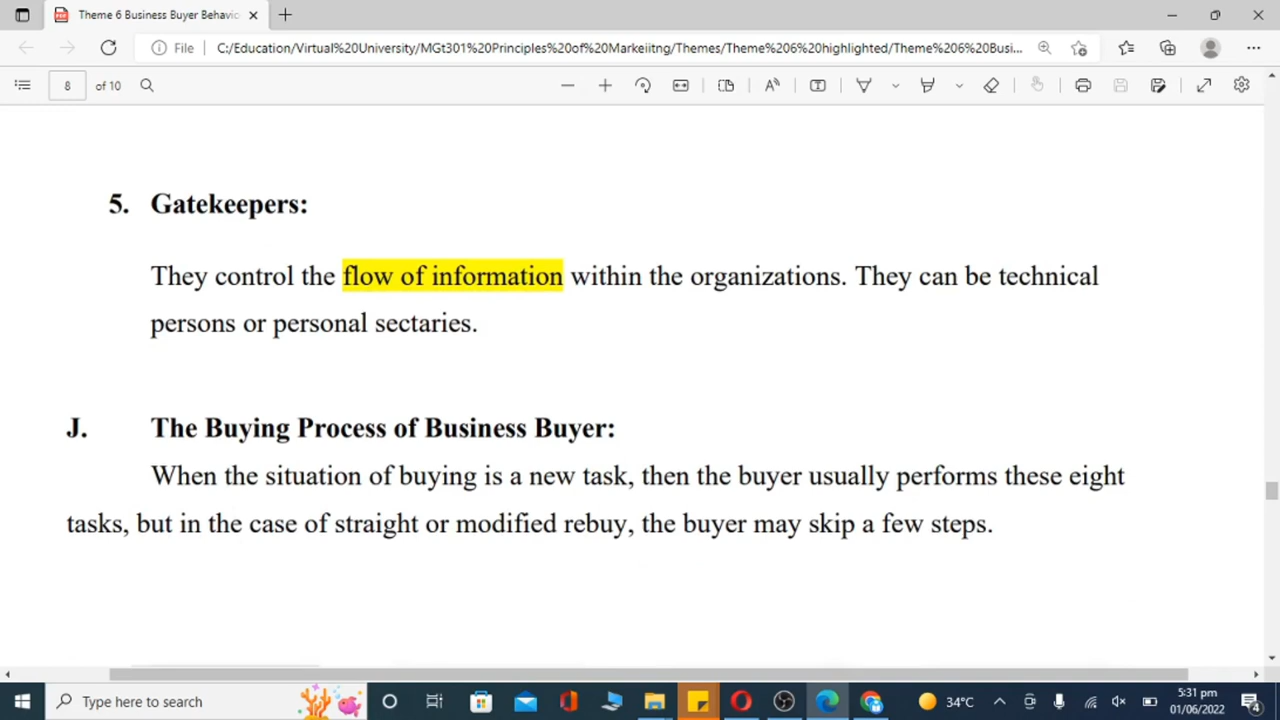 Theme 6 Business Buyer Behavio
File
C:/Education/Virtual%20University/MGt301%20Principles%20of%20Markeiitng/Themes/Theme%206%20highlighted/Theme%206%20Busi...
8 of 10
5. Gatekeepers:
They control the flow of information within the organizations. They can be technical
persons or personal sectaries.
J. The Buying Process of Business Buyer:
When the situation of buying is a new task, then the buyer usually performs these eight
tasks, but in the case of straight or modified rebuy, the buyer may skip a few steps.
Type here to search
34°C
5:31 pm
01/06/2022
4